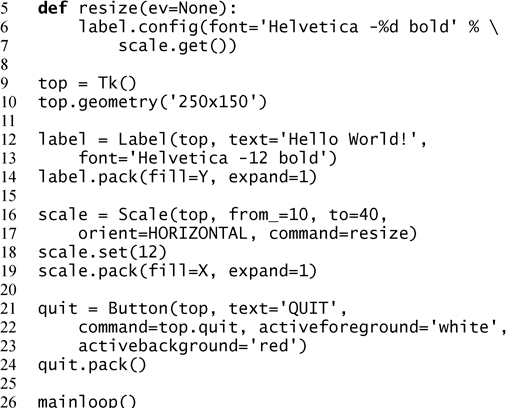 5 def resize(ev=None):
6     label.config(font='Helvetica -%d bold' % \
7         scale.get())
8
9 top = Tk()
10 top.geometry('250x150')
11
12 label = Label(top, text='Hello World!',
13     font='Helvetica -12 bold')
14 label.pack(fill=Y, expand=1)
15
16 scale = Scale(top, from_=10, to=40,
17     orient=HORIZONTAL, command=resize)
18 scale.set(12)
19 scale.pack(fill=X, expand=1)
20
21 quit = Button(top, text='QUIT',
22     command=top.quit, activeforeground='white',
23     activebackground='red')
24 quit.pack()
25
26 mainloop()